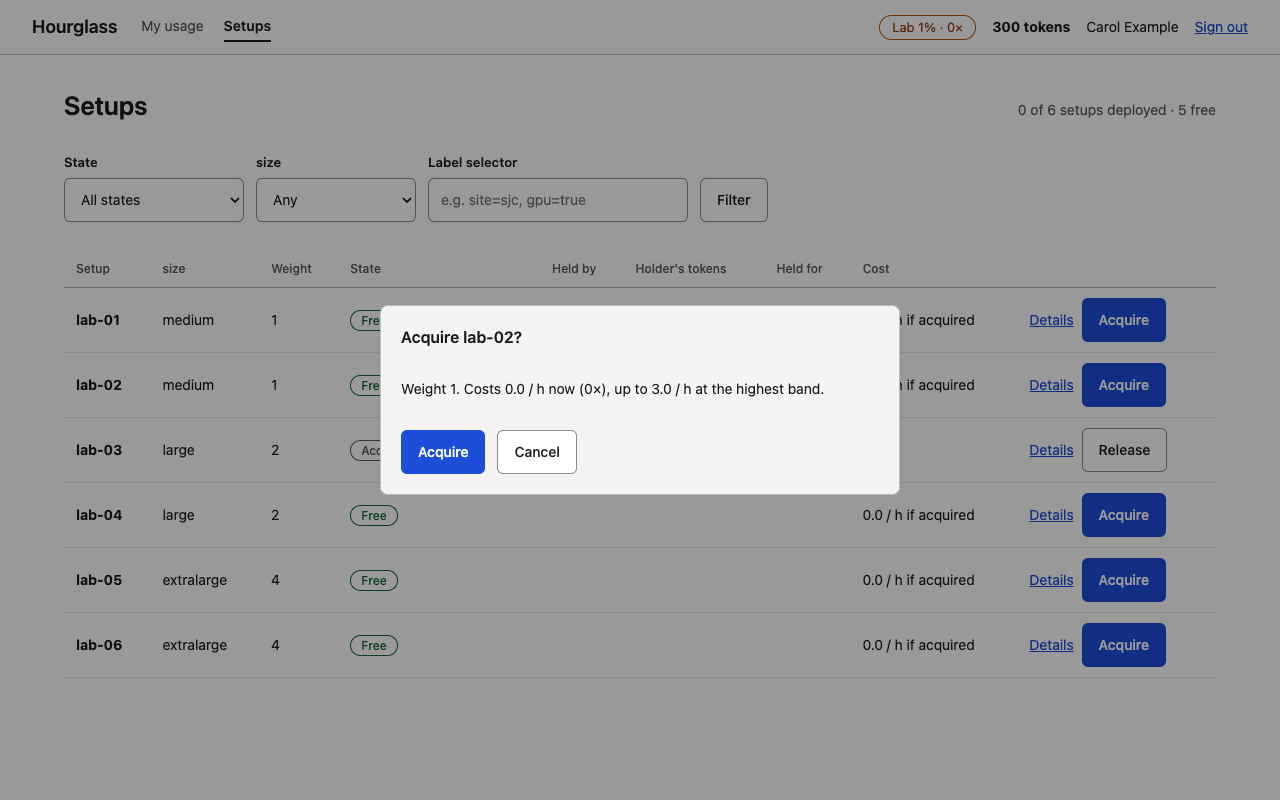 Hourglass My usage Setups Lab 1% · 0× 300 tokens Carol Example Sign out
Setups 0 of 6 setups deployed · 5 free
State size Label selector
All states Any e.g. site=sjc, gpu=true Filter
Setup size Weight State Held by Holder's tokens Held for Cost
lab-01 medium 1 if acquired Details Acquire
lab-02 medium 1 if acquired Details Acquire
lab-03 large 2 Details Release
lab-04 large 2 Free 0.0 / h if acquired Details Acquire
lab-05 extralarge 4 Free 0.0 / h if acquired Details Acquire
lab-06 extralarge 4 Free 0.0 / h if acquired Details Acquire
Acquire lab-02?
Weight 1. Costs 0.0 / h now (0×), up to 3.0 / h at the highest band.
Acquire Cancel